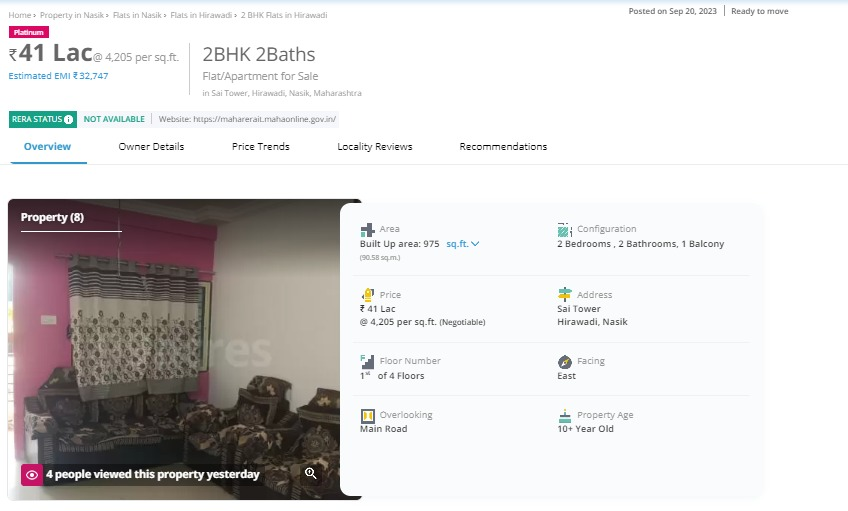 Home › Property in Nasik › Flats in Nasik › Flats in Hirawadi › 2 BHK Flats in Hirawadi
Posted on Sep 20, 2023 | Ready to move
Platinum
₹41 Lac @ 4,205 per sq.ft.
Estimated EMI ₹32,747
2BHK 2Baths
Flat/Apartment for Sale
in Sai Tower, Hirawadi, Nasik, Maharashtra
RERA STATUS i NOT AVAILABLE | Website: https://maharerait.mahaonline.gov.in/
Overview Owner Details Price Trends Locality Reviews Recommendations
Property (8)
4 people viewed this property yesterday
Area
Built Up area: 975 sq.ft.
(90.58 sq.m.)
Configuration
2 Bedrooms , 2 Bathrooms, 1 Balcony
Price
₹ 41 Lac
@ 4,205 per sq.ft. (Negotiable)
Address
Sai Tower
Hirawadi, Nasik
Floor Number
1st of 4 Floors
Facing
East
Overlooking
Main Road
Property Age
10+ Year Old